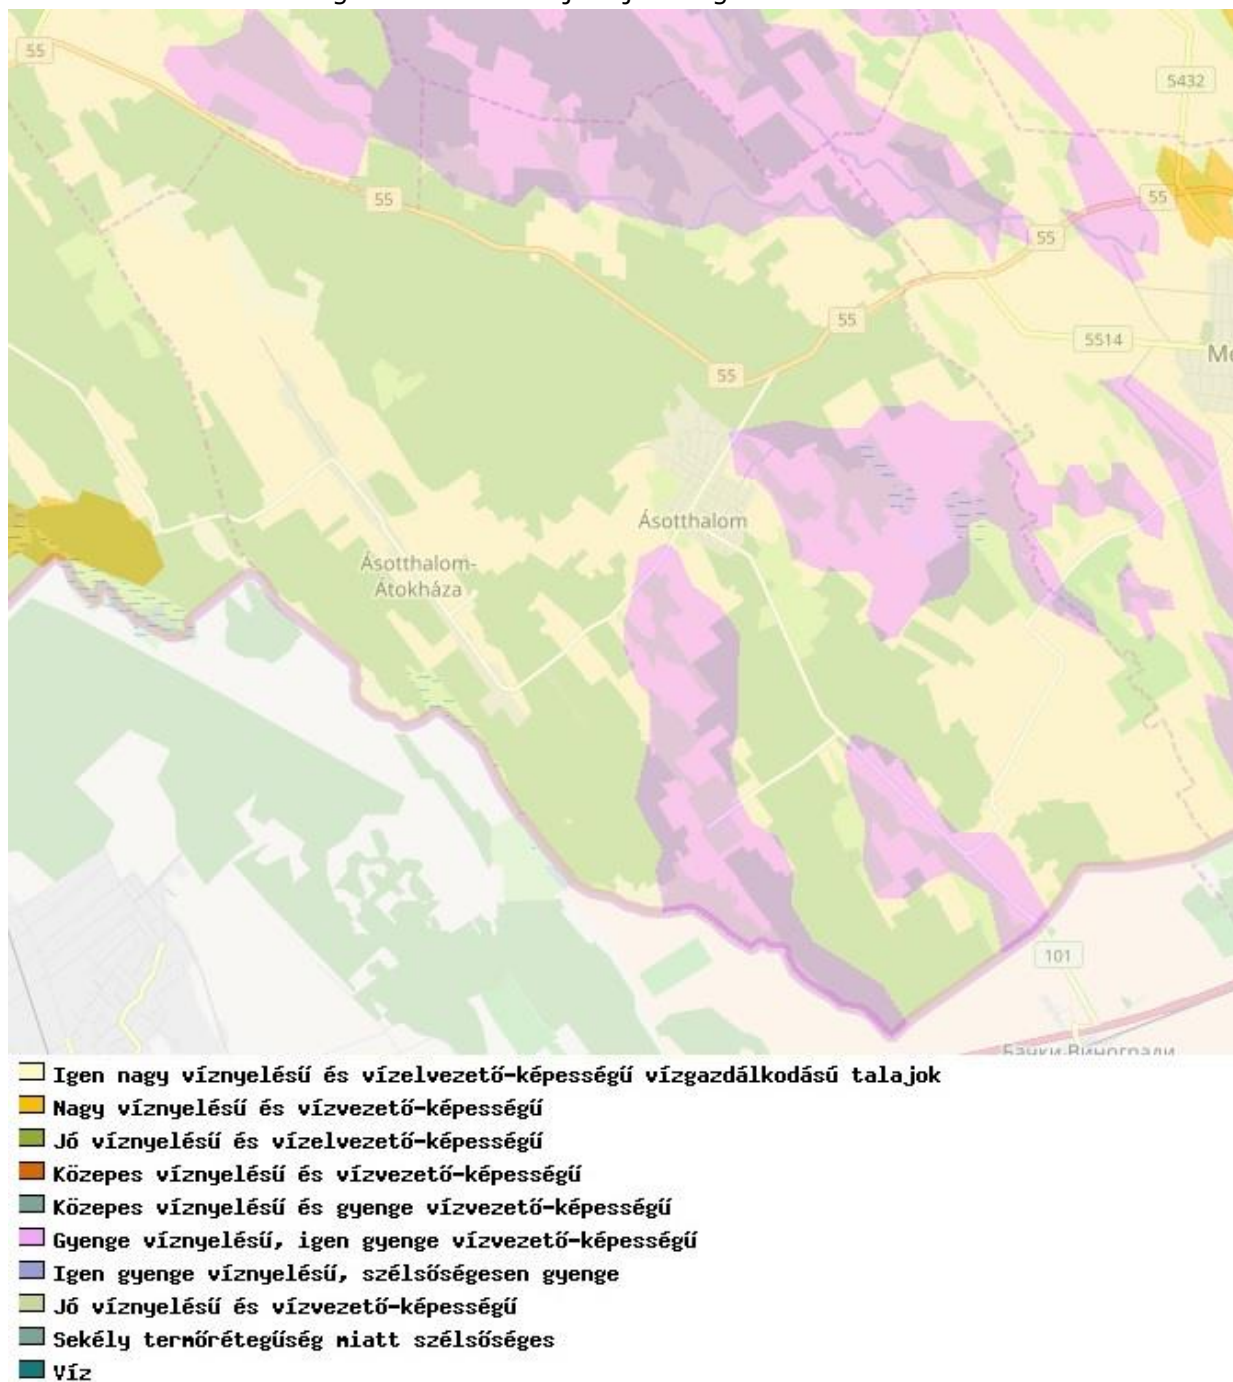 55
5432
55
55
55
55
5514
Mo
55
Ásotthalom
Ásotthalom-
Átokháza
101
Бачки Виногради
Igen nagy víznyelésű és vízelvezető-képességű vízgazdálkodású talajok
Nagy víznyelésű és vízvezető-képességű
Jó víznyelésű és vízelvezető-képességű
Közepes víznyelésű és vízvezető-képességű
Közepes víznyelésű és gyenge vízvezető-képességű
Gyenge víznyelésű, igen gyenge vízvezető-képességű
Igen gyenge víznyelésű, szélsőségesen gyenge
Jó víznyelésű és vízvezető-képességű
Sekély termőrétegűség miatt szélsőséges
Víz